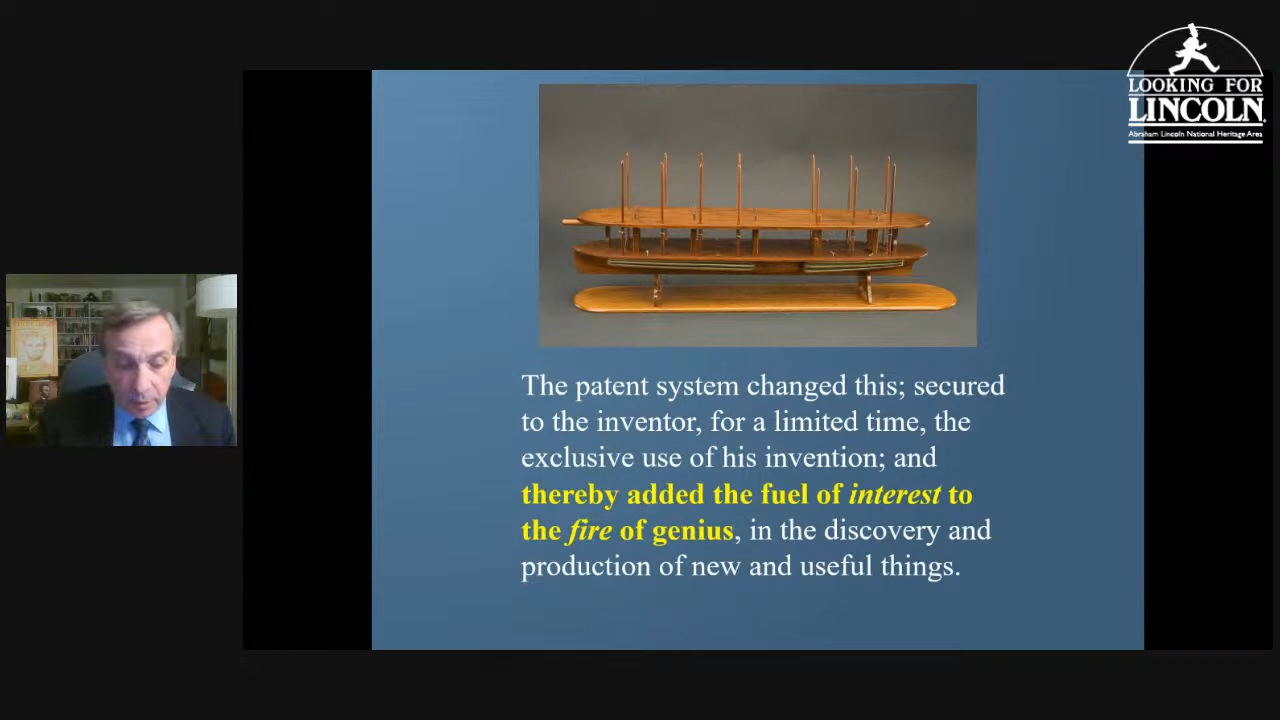 LOOKING FOR
LINCOLN
Abraham Lincoln National Heritage Area
The patent system changed this; secured
to the inventor, for a limited time, the
exclusive use of his invention; and
thereby added the fuel of interest to
the fire of genius, in the discovery and
production of new and useful things.